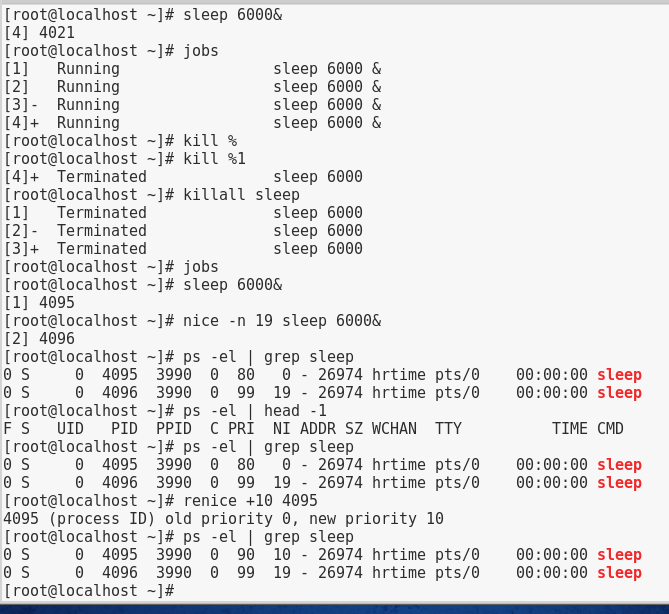 [root@localhost ~]# sleep 6000&
[4] 4021
[root@localhost ~]# jobs
[1]   Running                 sleep 6000 &
[2]   Running                 sleep 6000 &
[3]-  Running                 sleep 6000 &
[4]+  Running                 sleep 6000 &
[root@localhost ~]# kill %
[root@localhost ~]# kill %1
[4]+  Terminated              sleep 6000
[root@localhost ~]# killall sleep
[1]   Terminated              sleep 6000
[2]-  Terminated              sleep 6000
[3]+  Terminated              sleep 6000
[root@localhost ~]# jobs
[root@localhost ~]# sleep 6000&
[1] 4095
[root@localhost ~]# nice -n 19 sleep 6000&
[2] 4096
[root@localhost ~]# ps -el | grep sleep
0 S     0  4095  3990  0  80   0 - 26974 hrtime pts/0    00:00:00 sleep
0 S     0  4096  3990  0  99  19 - 26974 hrtime pts/0    00:00:00 sleep
[root@localhost ~]# ps -el | head -1
F S   UID   PID  PPID  C PRI  NI ADDR SZ WCHAN  TTY          TIME CMD
[root@localhost ~]# ps -el | grep sleep
0 S     0  4095  3990  0  80   0 - 26974 hrtime pts/0    00:00:00 sleep
0 S     0  4096  3990  0  99  19 - 26974 hrtime pts/0    00:00:00 sleep
[root@localhost ~]# renice +10 4095
4095 (process ID) old priority 0, new priority 10
[root@localhost ~]# ps -el | grep sleep
0 S     0  4095  3990  0  90  10 - 26974 hrtime pts/0    00:00:00 sleep
0 S     0  4096  3990  0  99  19 - 26974 hrtime pts/0    00:00:00 sleep
[root@localhost ~]#